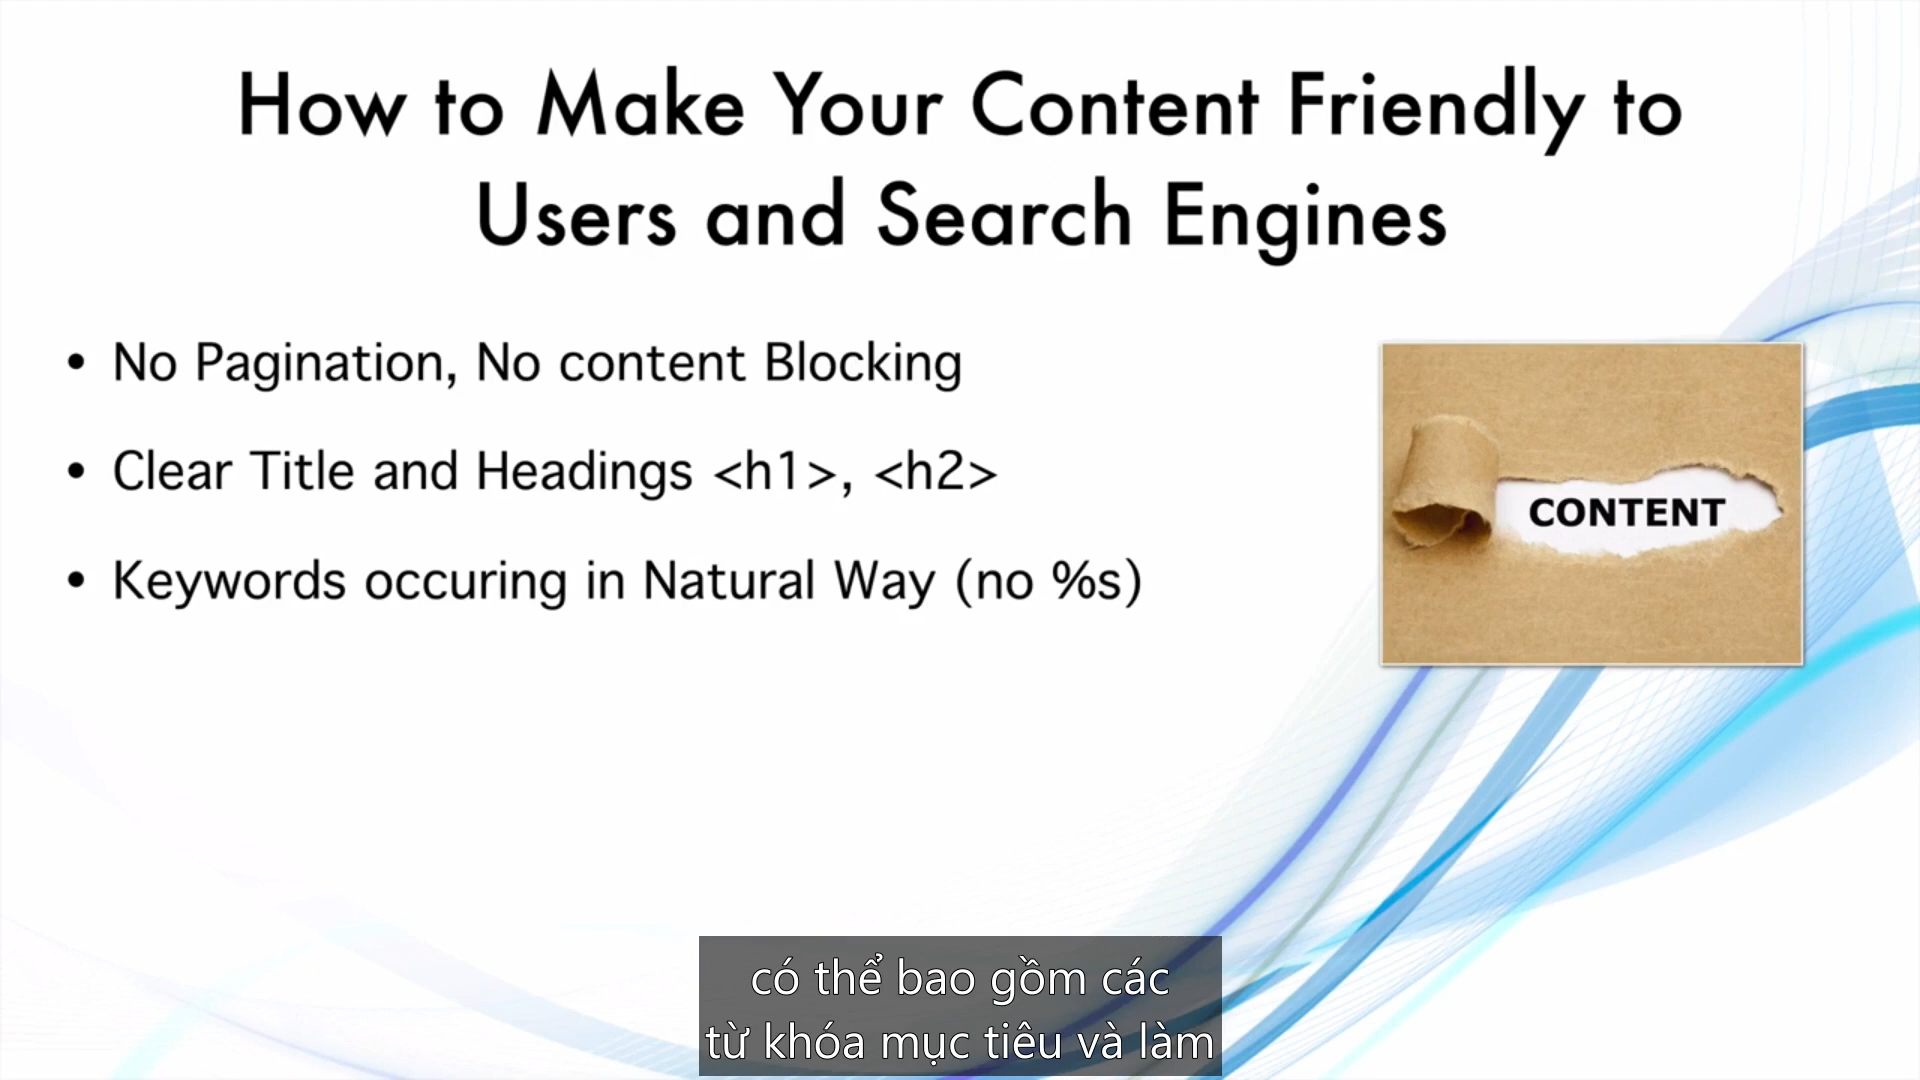 How to Make Your Content Friendly to
Users and Search Engines
• No Pagination, No content Blocking
• Clear Title and Headings <h1>, <h2>
• Keywords occuring in Natural Way (no %s)
CONTENT
có thể bao gồm các
từ khóa mục tiêu và làm